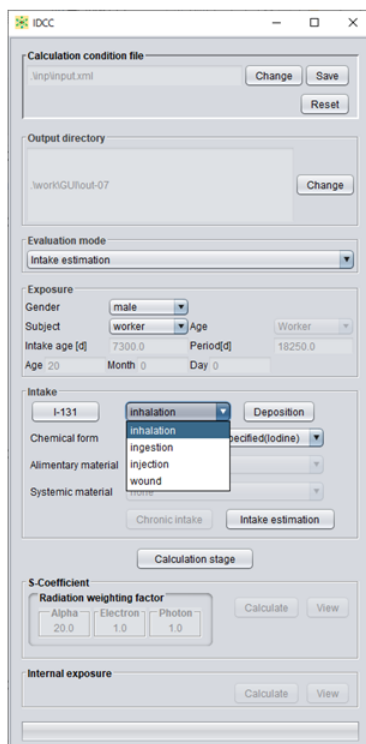 IDCC
Calculation condition file
.\inp\input.xml Change Save
Reset
Output directory
.\work\GUI\out-07 Change
Evaluation mode
Intake estimation
Exposure
Gender male
Subject worker Age Worker
Intake age [d] 7300.0 Period[d] 18250.0
Age 20 Month 0 Day 0
Intake
I-131 inhalation Deposition
inhalation
Chemical form pecified(Iodine)
ingestion
Alimentary material injection
wound
Systemic material none
Chronic intake Intake estimation
Calculation stage
S-Coefficient
Radiation weighting factor
Alpha Electron Photon Calculate View
20.0 1.0 1.0
Internal exposure
Calculate View